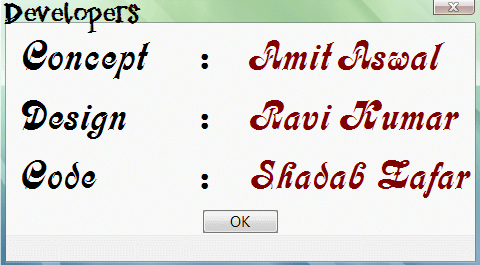 Developers
Concept : Amit Aswal
Design : Ravi Kumar
Code : Shadab Zafar
OK